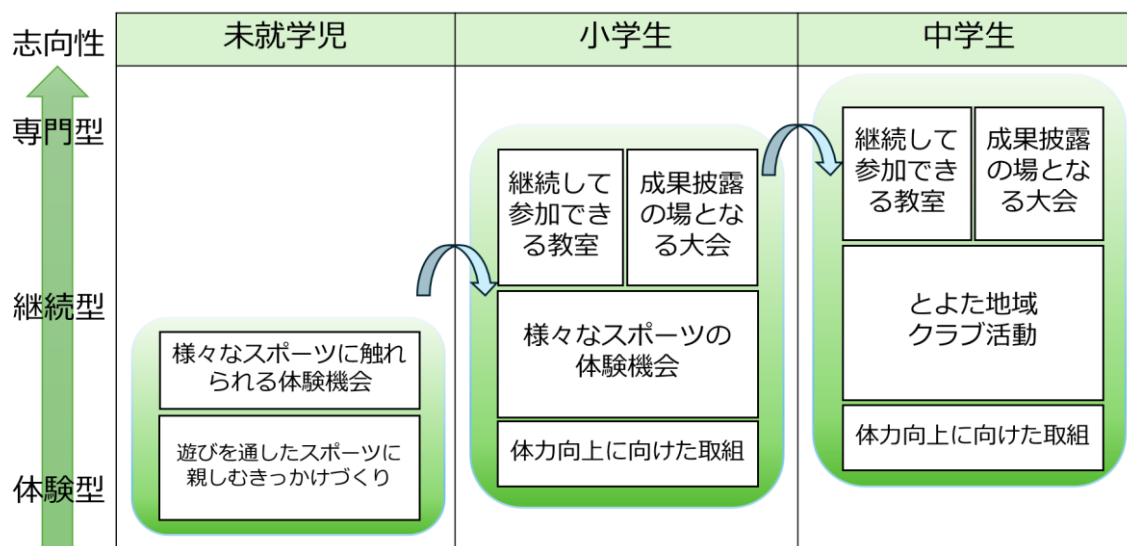 志向性
未就学児
小学生
中学生
専門型
継続型
体験型
様々なスポーツに触れ
られる体験機会
遊びを通したスポーツに
親しむきっかけづくり
継続して
参加でき
る教室
成果披露
の場とな
る大会
様々なスポーツの
体験機会
体力向上に向けた取組
継続して
参加でき
る教室
成果披露
の場とな
る大会
とよた地域
クラブ活動
体力向上に向けた取組